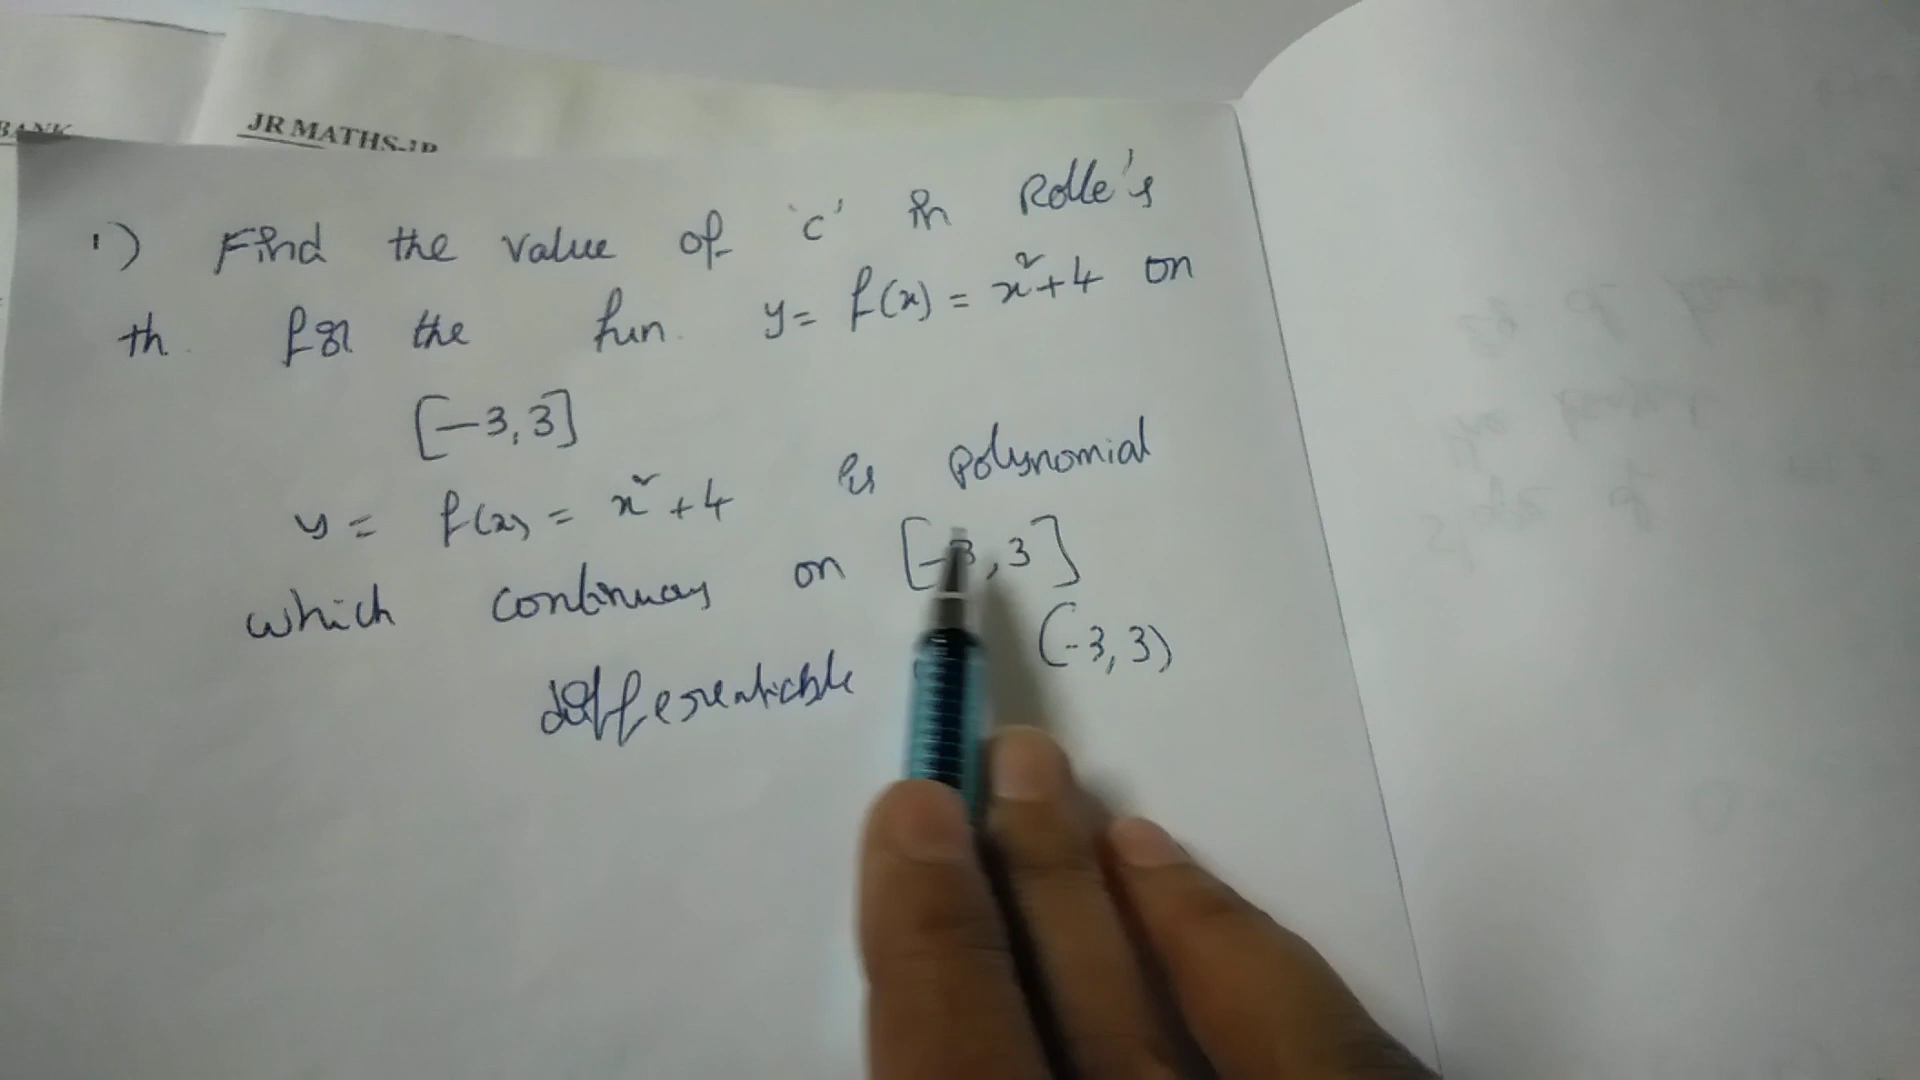 BANK
JR MATHS-1B
1) Find the value of 'c' in Rolle's
th. for the fun. y = f(x) = x²+4 on
[-3,3]
y = f(x) = x²+4 is polynomial
which continuous on [-3,3]
differentiable (-3,3)